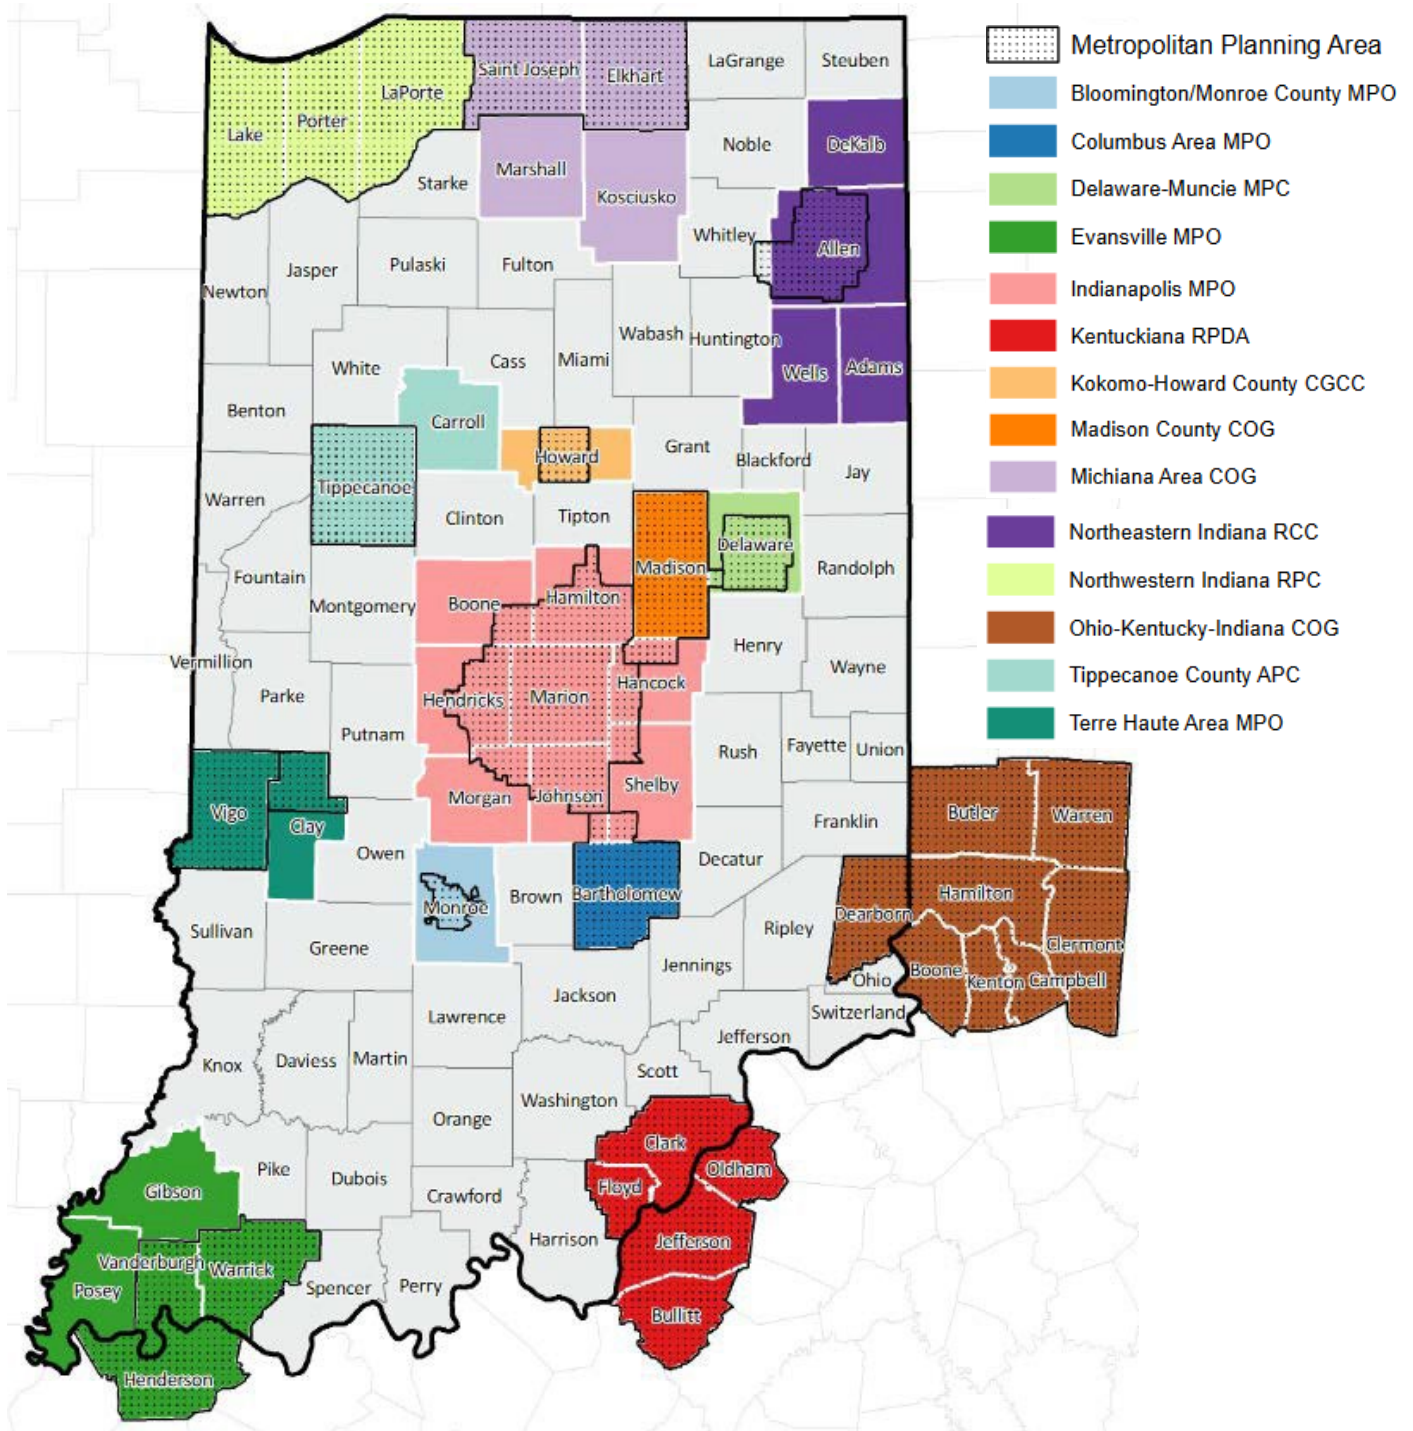 Metropolitan Planning Area
Bloomington/Monroe County MPO
Columbus Area MPO
Delaware-Muncie MPC
Evansville MPO
Indianapolis MPO
Kentuckiana RPDA
Kokomo-Howard County CGCC
Madison County COG
Michiana Area COG
Northeastern Indiana RCC
Northwestern Indiana RPC
Ohio-Kentucky-Indiana COG
Tippecanoe County APC
Terre Haute Area MPO
Lake
Porter
LaPorte
Saint Joseph
Elkhart
LaGrange
Steuben
Noble
DeKalb
Starke
Marshall
Kosciusko
Whitley
Allen
Newton
Jasper
Pulaski
Fulton
Wabash
Huntington
Wells
Adams
White
Cass
Miami
Benton
Carroll
Howard
Grant
Blackford
Jay
Warren
Tippecanoe
Clinton
Tipton
Madison
Delaware
Randolph
Fountain
Montgomery
Boone
Hamilton
Henry
Wayne
Vermillion
Parke
Putnam
Hendricks
Marion
Hancock
Rush
Fayette
Union
Vigo
Clay
Owen
Morgan
Johnson
Shelby
Franklin
Decatur
Butler
Warren
Hamilton
Clermont
Dearborn
Boone
Kenton
Campbell
Sullivan
Greene
Monroe
Brown
Bartholomew
Ripley
Jennings
Ohio
Switzerland
Jackson
Lawrence
Jefferson
Knox
Daviess
Martin
Scott
Washington
Orange
Clark
Oldham
Floyd
Jefferson
Bullitt
Pike
Dubois
Crawford
Harrison
Gibson
Vanderburgh
Warrick
Posey
Spencer
Perry
Henderson